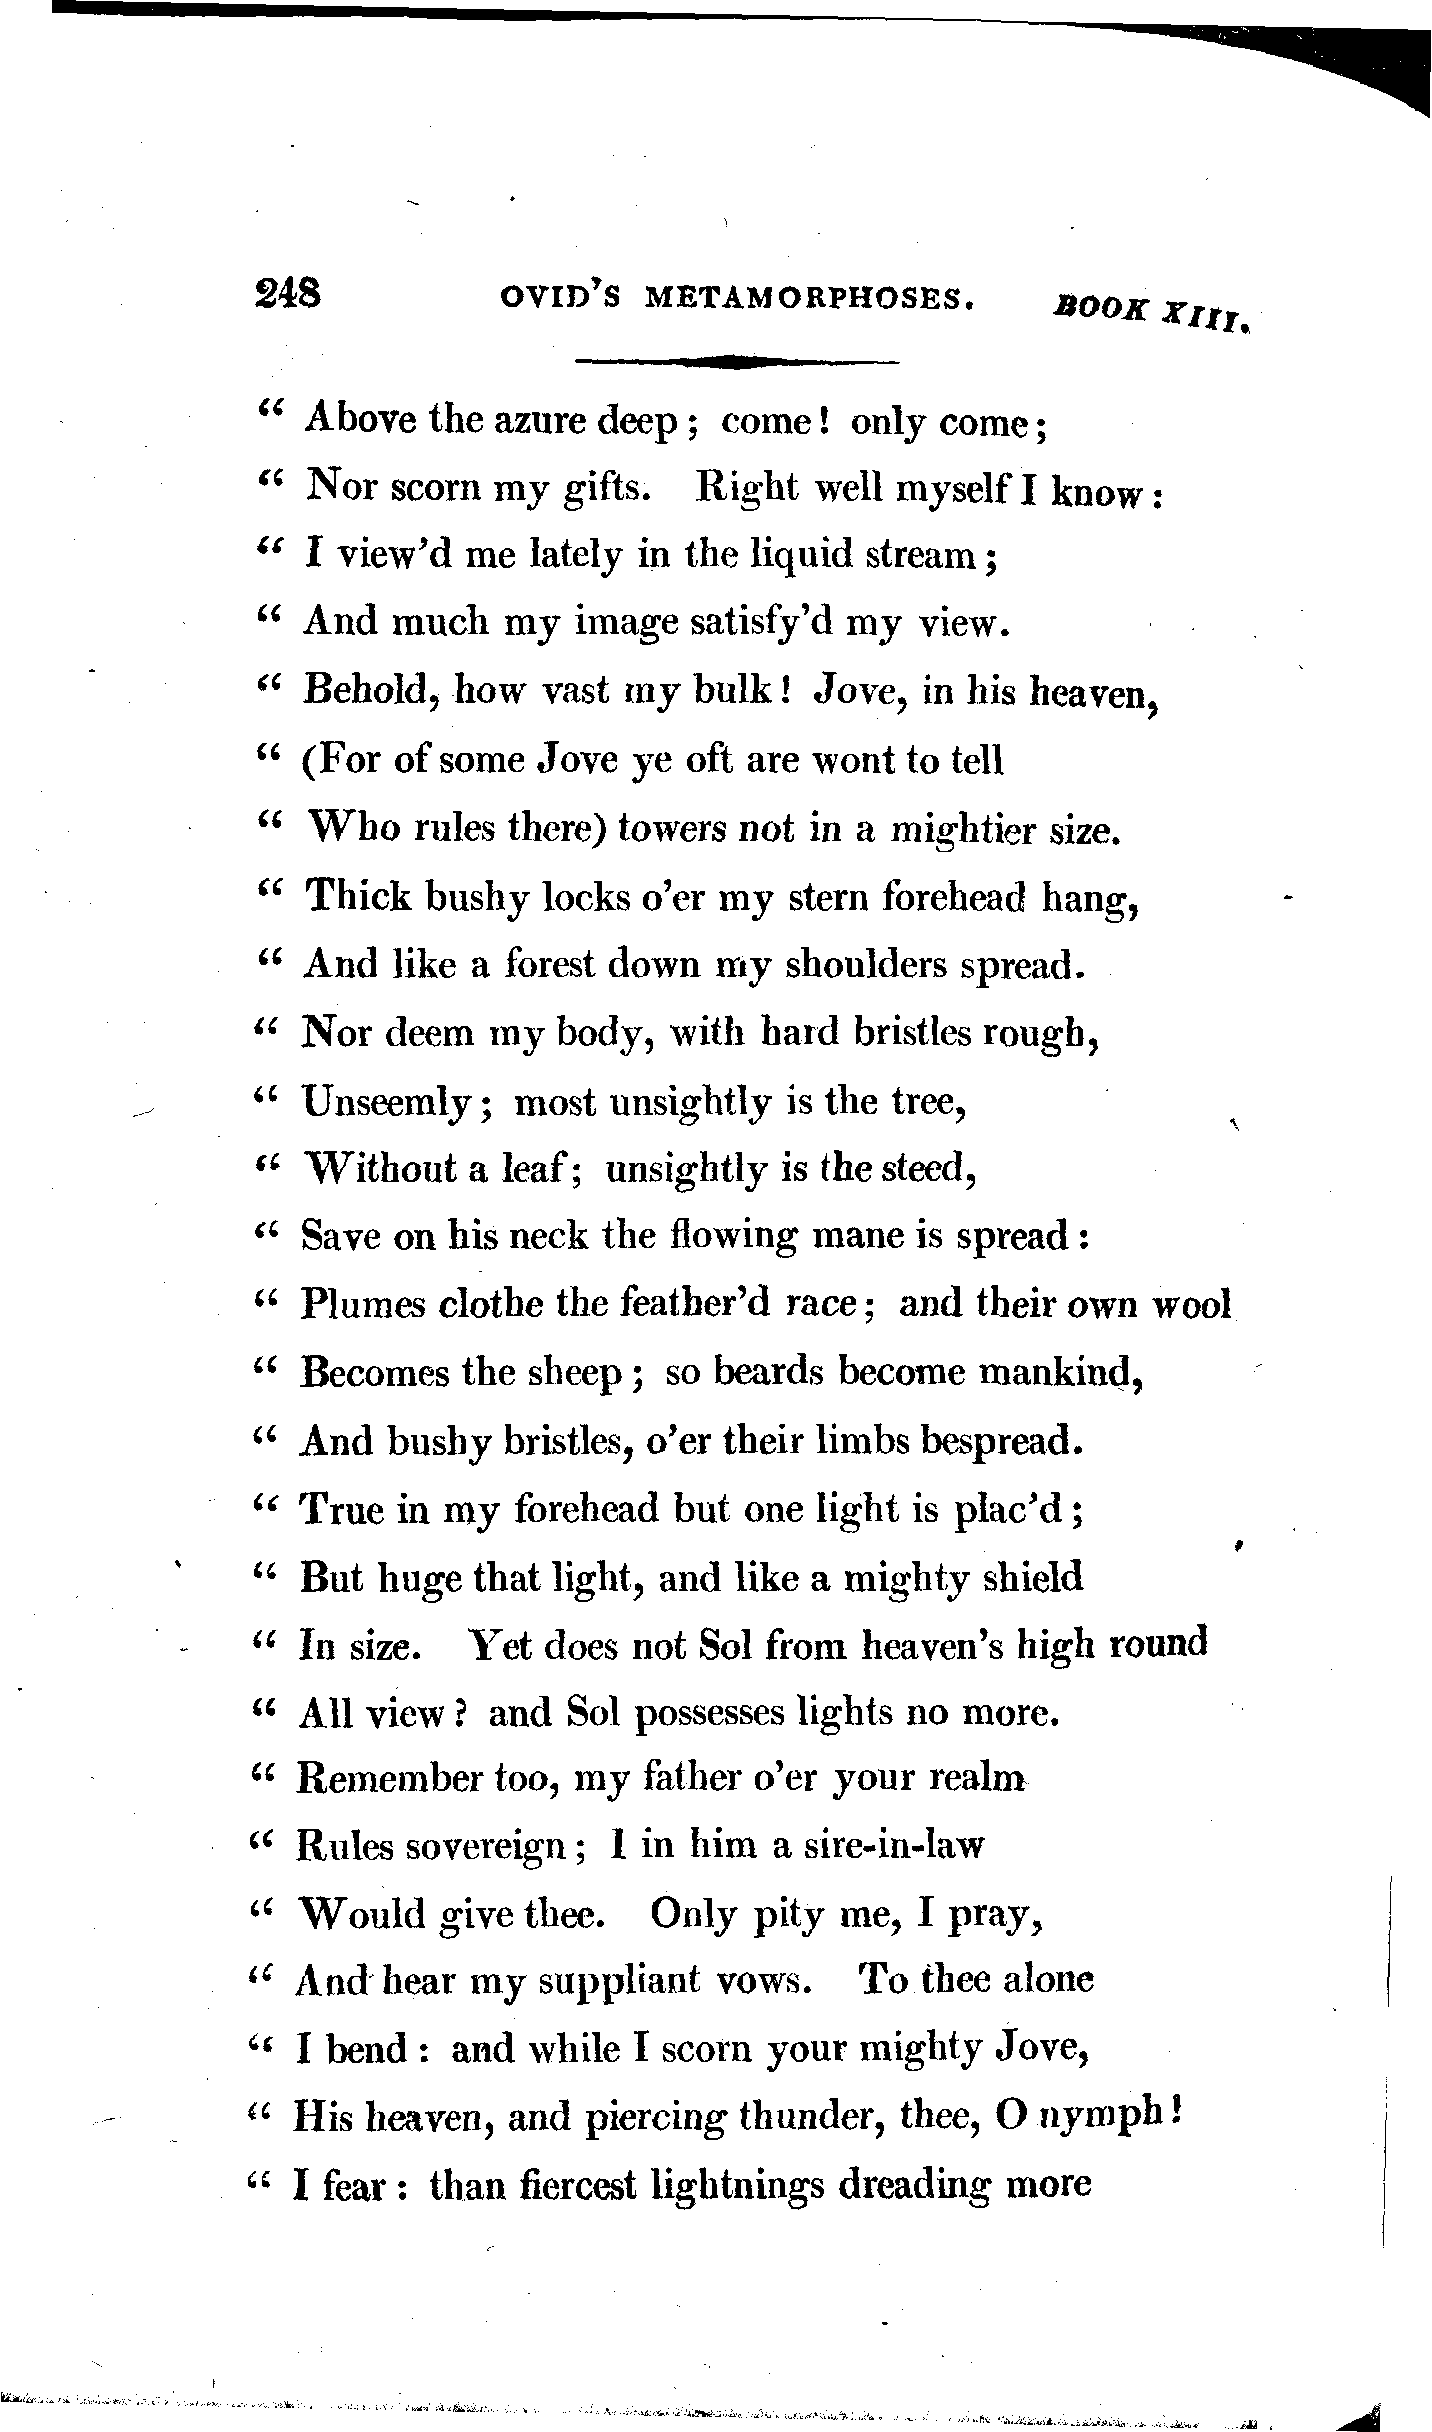 248 OVID'S METAMORPHOSES. BOOK XIII.
“ Above the azure deep; come! only come;
“ Nor scorn my gifts. Right well myself I know:
“ I view'd me lately in the liquid stream;
“ And much my image satisfy'd my view.
“ Behold, how vast my bulk! Jove, in his heaven,
“ (For of some Jove ye oft are wont to tell
“ Who rules there) towers not in a mightier size.
“ Thick bushy locks o'er my stern forehead hang,
“ And like a forest down my shoulders spread.
“ Nor deem my body, with hard bristles rough,
“ Unseemly; most unsightly is the tree,
“ Without a leaf; unsightly is the steed,
“ Save on his neck the flowing mane is spread:
“ Plumes clothe the feather'd race; and their own wool
“ Becomes the sheep; so beards become mankind,
“ And bushy bristles, o'er their limbs bespread.
“ True in my forehead but one light is plac'd;
“ But huge that light, and like a mighty shield
“ In size. Yet does not Sol from heaven's high round
“ All view? and Sol possesses lights no more.
“ Remember too, my father o'er your realm
“ Rules sovereign; I in him a sire-in-law
“ Would give thee. Only pity me, I pray,
“ And hear my suppliant vows. To thee alone
“ I bend: and while I scorn your mighty Jove,
“ His heaven, and piercing thunder, thee, O nymph!
“ I fear: than fiercest lightnings dreading more